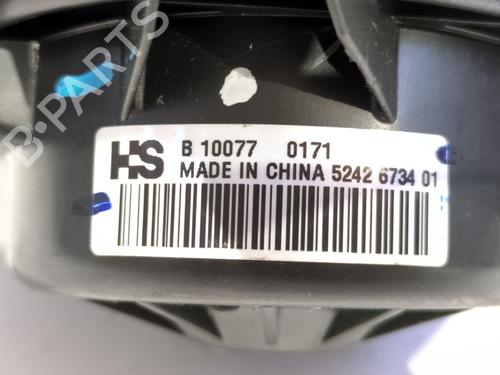 B-PARTS
HS
B 10077 0171
MADE IN CHINA 5242 6734 01